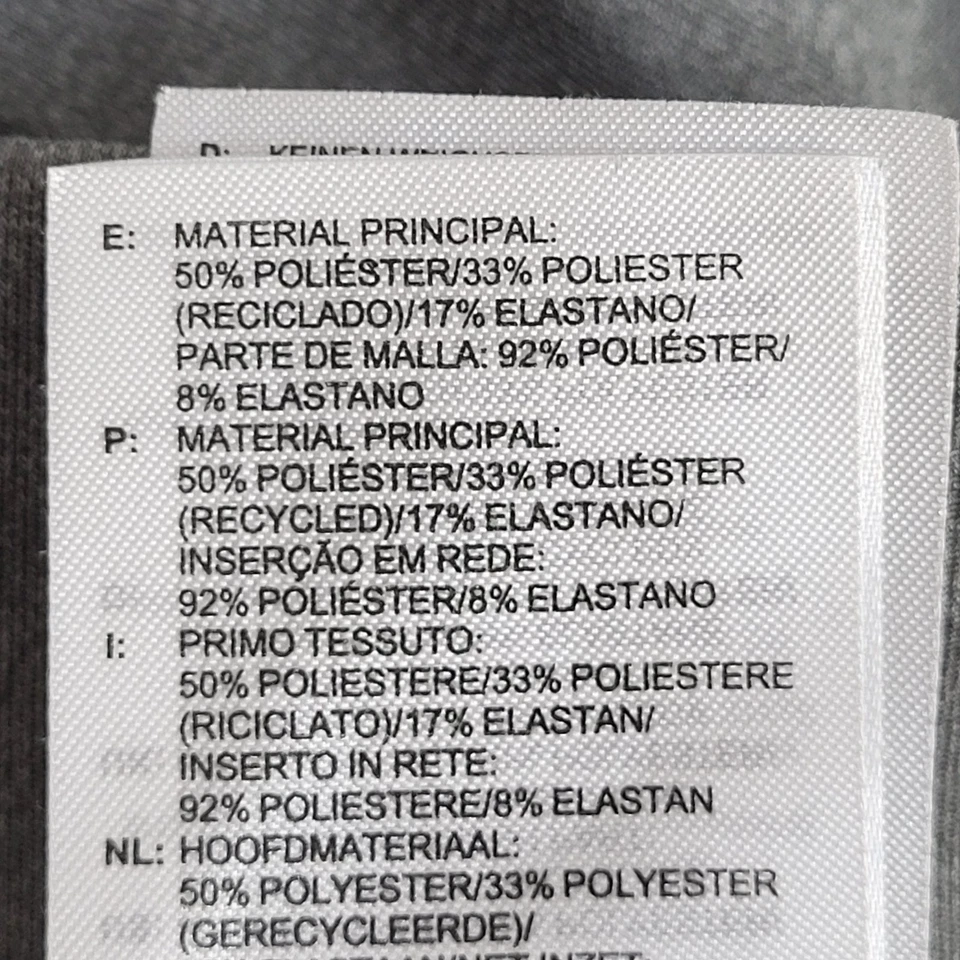 D: KEINEN
E: MATERIAL PRINCIPAL:
50% POLIÉSTER/33% POLIESTER
(RECICLADO)/17% ELASTANO/
PARTE DE MALLA: 92% POLIÉSTER/
8% ELASTANO
P: MATERIAL PRINCIPAL:
50% POLIÉSTER/33% POLIÉSTER
(RECYCLED)/17% ELASTANO/
INSERÇÃO EM REDE:
92% POLIÉSTER/8% ELASTANO
I: PRIMO TESSUTO:
50% POLIESTERE/33% POLIESTERE
(RICICLATO)/17% ELASTAN/
INSERTO IN RETE:
92% POLIESTERE/8% ELASTAN
NL: HOOFDMATERIAAL:
50% POLYESTER/33% POLYESTER
(GERECYCLEERDE)/